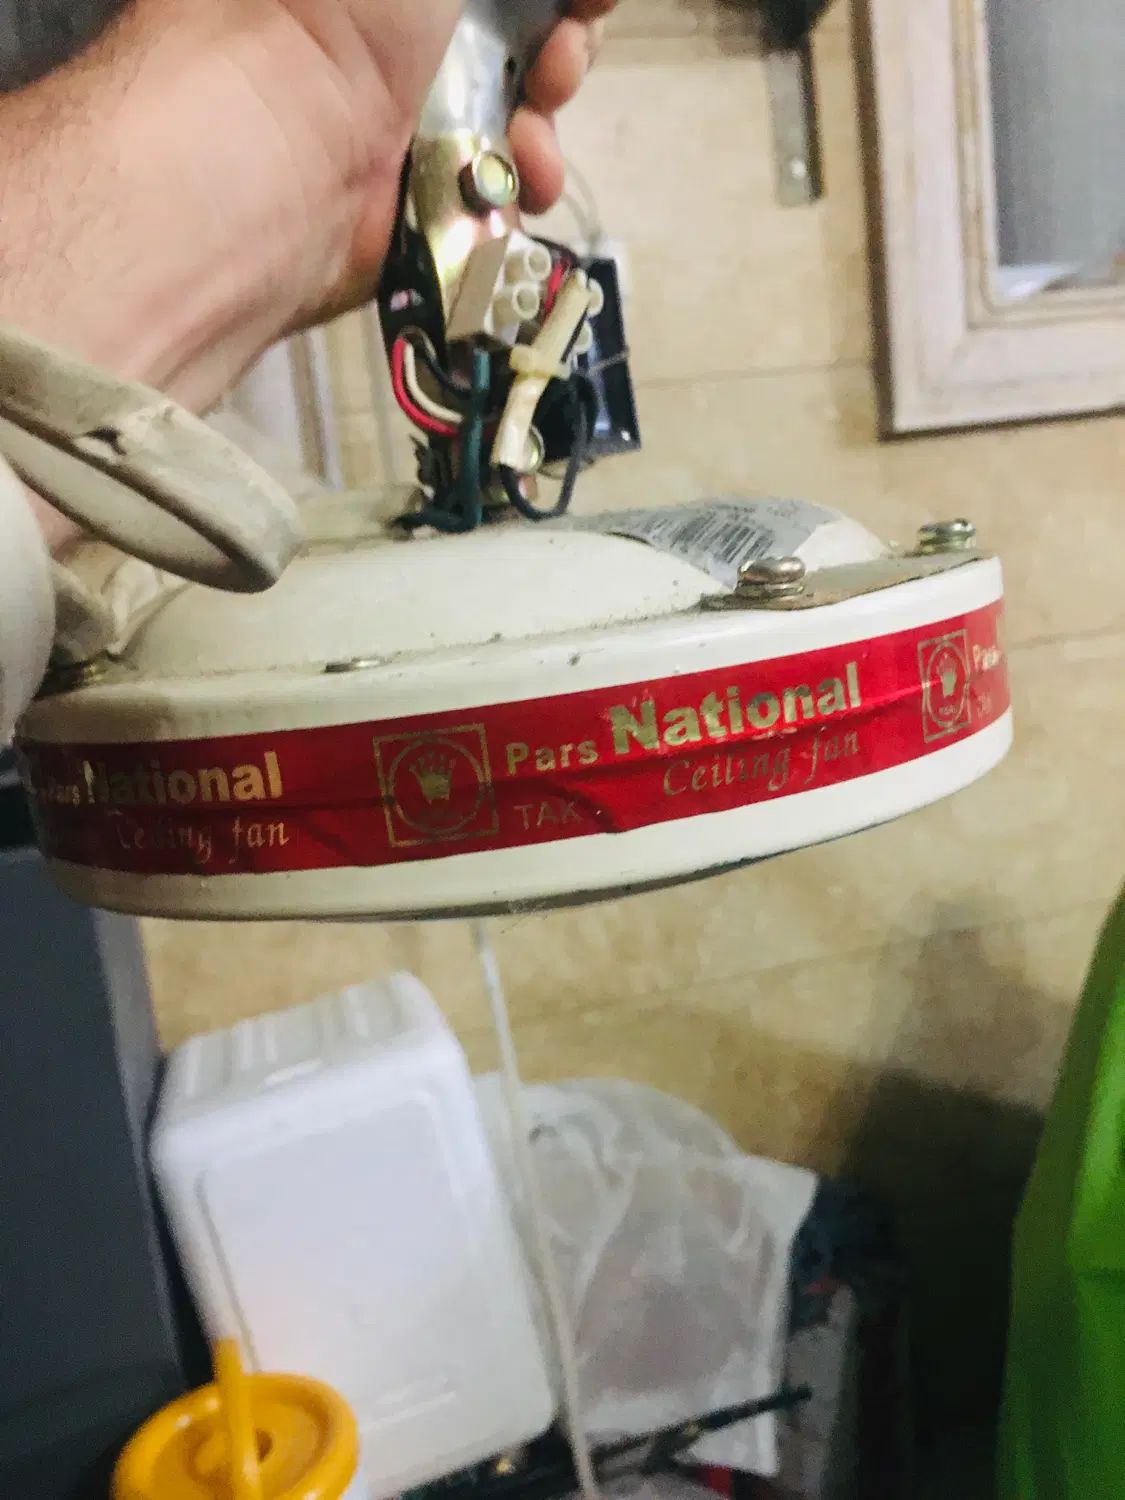 National
Ceiling fan
Pars National
TAK Ceiling fan
Pars